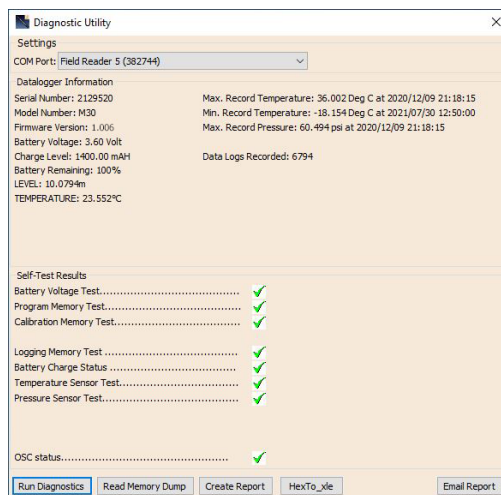 Diagnostic Utility
Settings
COM Port: Field Reader 5 (382744)
Datalogger Information
Serial Number: 2129520
Max. Record Temperature: 36.002 Deg C at 2020/12/09 21:18:15
Model Number: M30
Min. Record Temperature: -18.154 Deg C at 2021/07/30 12:50:00
Firmware Version: 1.006
Max. Record Pressure: 60.494 psi at 2020/12/09 21:18:15
Battery Voltage: 3.60 Volt
Charge Level: 1400.00 mAH
Data Logs Recorded: 6794
Battery Remaining: 100%
LEVEL: 10.0794m
TEMPERATURE: 23.552°C
Self-Test Results
Battery Voltage Test........................................
Program Memory Test.......................................
Calibration Memory Test.....................................
Logging Memory Test .......................................
Battery Charge Status ......................................
Temperature Sensor Test...................................
Pressure Sensor Test........................................
OSC status.................................................
Run Diagnostics
Read Memory Dump
Create Report
HexTo_xle
Email Report